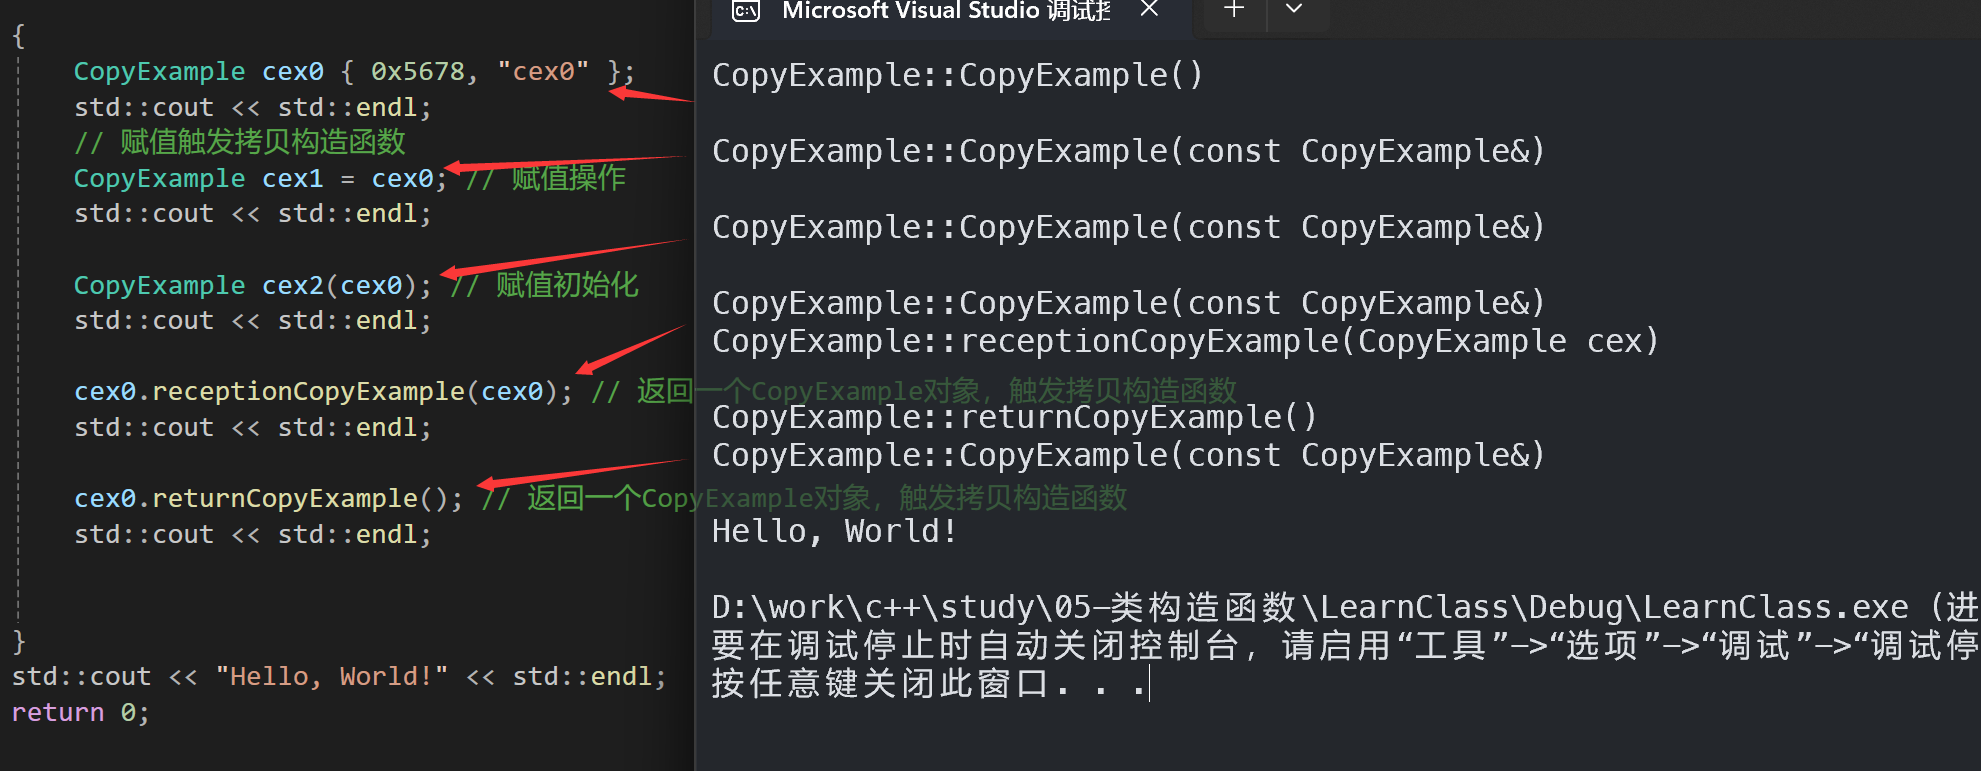 {
CopyExample cex0 { 0x5678, "cex0" };
std::cout << std::endl;
// 赋值触发拷贝构造函数
CopyExample cex1 = cex0; // 赋值操作
std::cout << std::endl;
CopyExample cex2(cex0); // 赋值初始化
std::cout << std::endl;
cex0.receptionCopyExample(cex0); // 返回一个CopyExample对象，触发拷贝构造函数
std::cout << std::endl;
cex0.returnCopyExample(); // 返回一个CopyExample对象，触发拷贝构造函数
std::cout << std::endl;
}
std::cout << "Hello, World!" << std::endl;
return 0;
Microsoft Visual Studio 调试控
CopyExample::CopyExample()
CopyExample::CopyExample(const CopyExample&)
CopyExample::CopyExample(const CopyExample&)
CopyExample::CopyExample(const CopyExample&)
CopyExample::receptionCopyExample(CopyExample cex)
CopyExample::returnCopyExample()
CopyExample::CopyExample(const CopyExample&)
Hello, World!
D:\work\c++\study\05-类构造函数\LearnClass\Debug\LearnClass.exe (进
要在调试停止时自动关闭控制台，请启用“工具”->“选项”->“调试”->“调试停
按任意键关闭此窗口. . .